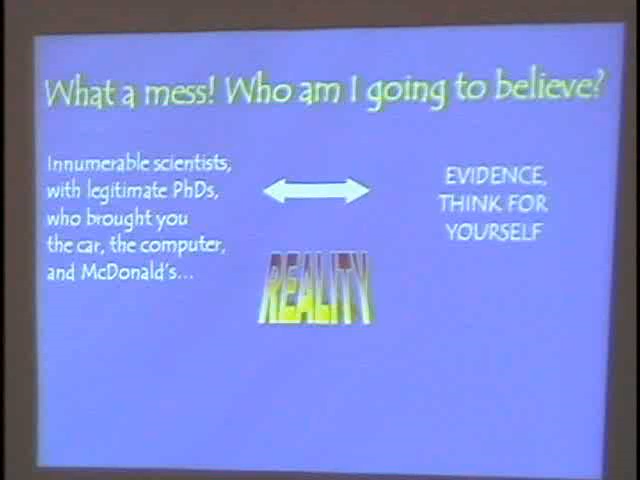 What a mess! Who am I going to believe?
Innumerable scientists,
with legitimate PhDs,
who brought you
the car, the computer,
and McDonald's...
EVIDENCE,
THINK FOR
YOURSELF
REALITY